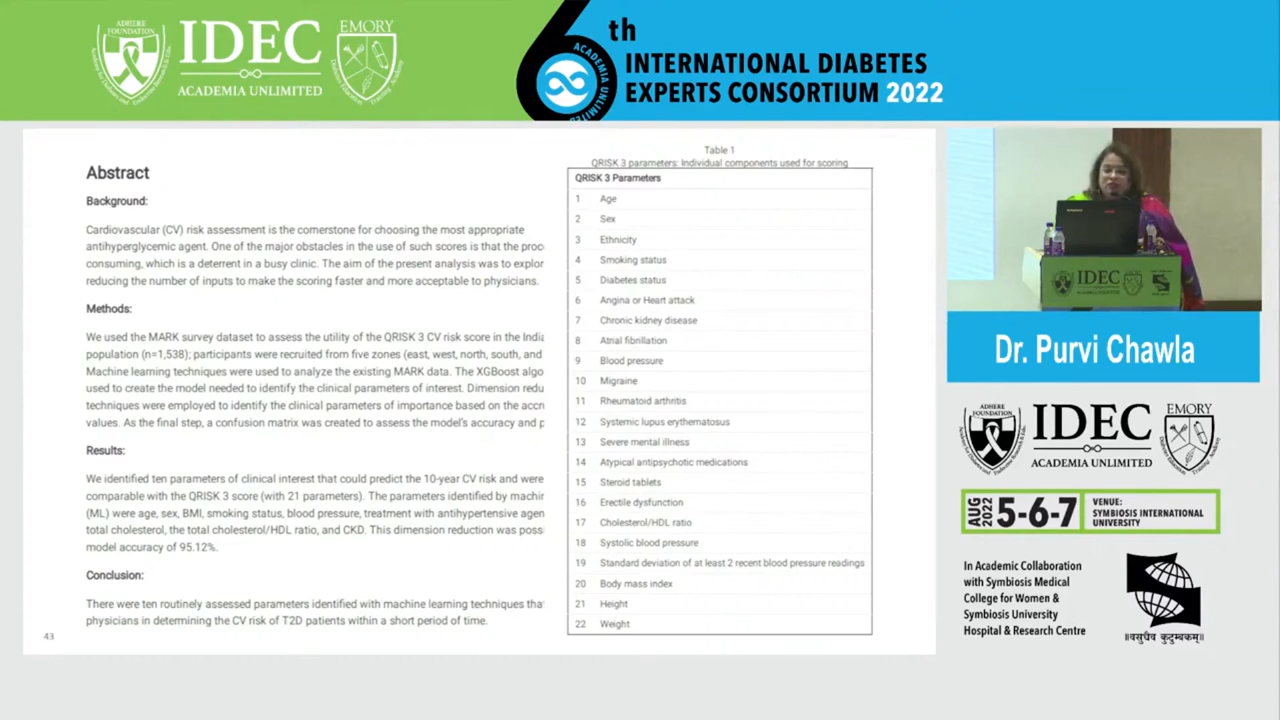 ADHERE
FOUNDATION
IDEC
ACADEMIA UNLIMITED
EMORY
6th
ACADEMIA UNLIMITED
INTERNATIONAL DIABETES
EXPERTS CONSORTIUM 2022
Abstract
Background:
Cardiovascular (CV) risk assessment is the cornerstone for choosing the most appropriate
antihyperglycemic agent. One of the major obstacles in the use of such scores is that the proc
consuming, which is a deterrent in a busy clinic. The aim of the present analysis was to explor
reducing the number of inputs to make the scoring faster and more acceptable to physicians.
Methods:
We used the MARK survey dataset to assess the utility of the QRISK 3 CV risk score in the India
population (n=1,538); participants were recruited from five zones (east, west, north, south, and
Machine learning techniques were used to analyze the existing MARK data. The XGBoost algo
used to create the model needed to identify the clinical parameters of interest. Dimension redu
techniques were employed to identify the clinical parameters of importance based on the accr
values. As the final step, a confusion matrix was created to assess the model's accuracy and p
Results:
We identified ten parameters of clinical interest that could predict the 10-year CV risk and were
comparable with the QRISK 3 score (with 21 parameters). The parameters identified by machir
(ML) were age, sex, BMI, smoking status, blood pressure, treatment with antihypertensive agen
total cholesterol, the total cholesterol/HDL ratio, and CKD. This dimension reduction was poss
model accuracy of 95.12%.
Conclusion:
There were ten routinely assessed parameters identified with machine learning techniques tha
physicians in determining the CV risk of T2D patients within a short period of time.
43
Table 1
QRISK 3 parameters: Individual components used for scoring
QRISK 3 Parameters
1 Age
2 Sex
3 Ethnicity
4 Smoking status
5 Diabetes status
6 Angina or Heart attack
7 Chronic kidney disease
8 Atrial fibrillation
9 Blood pressure
10 Migraine
11 Rheumatoid arthritis
12 Systemic lupus erythematosus
13 Severe mental illness
14 Atypical antipsychotic medications
15 Steroid tablets
16 Erectile dysfunction
17 Cholesterol/HDL ratio
18 Systolic blood pressure
19 Standard deviation of at least 2 recent blood pressure readings
20 Body mass index
21 Height
22 Weight
IDEC
Dr. Purvi Chawla
ADHERE
FOUNDATION
IDEC
ACADEMIA UNLIMITED
EMORY
AUG 2022 5-6-7
VENUE:
SYMBIOSIS INTERNATIONAL
UNIVERSITY
In Academic Collaboration
with Symbiosis Medical
College for Women &
Symbiosis University
Hospital & Research Centre
॥वसुधैव कुटुम्बकम्॥